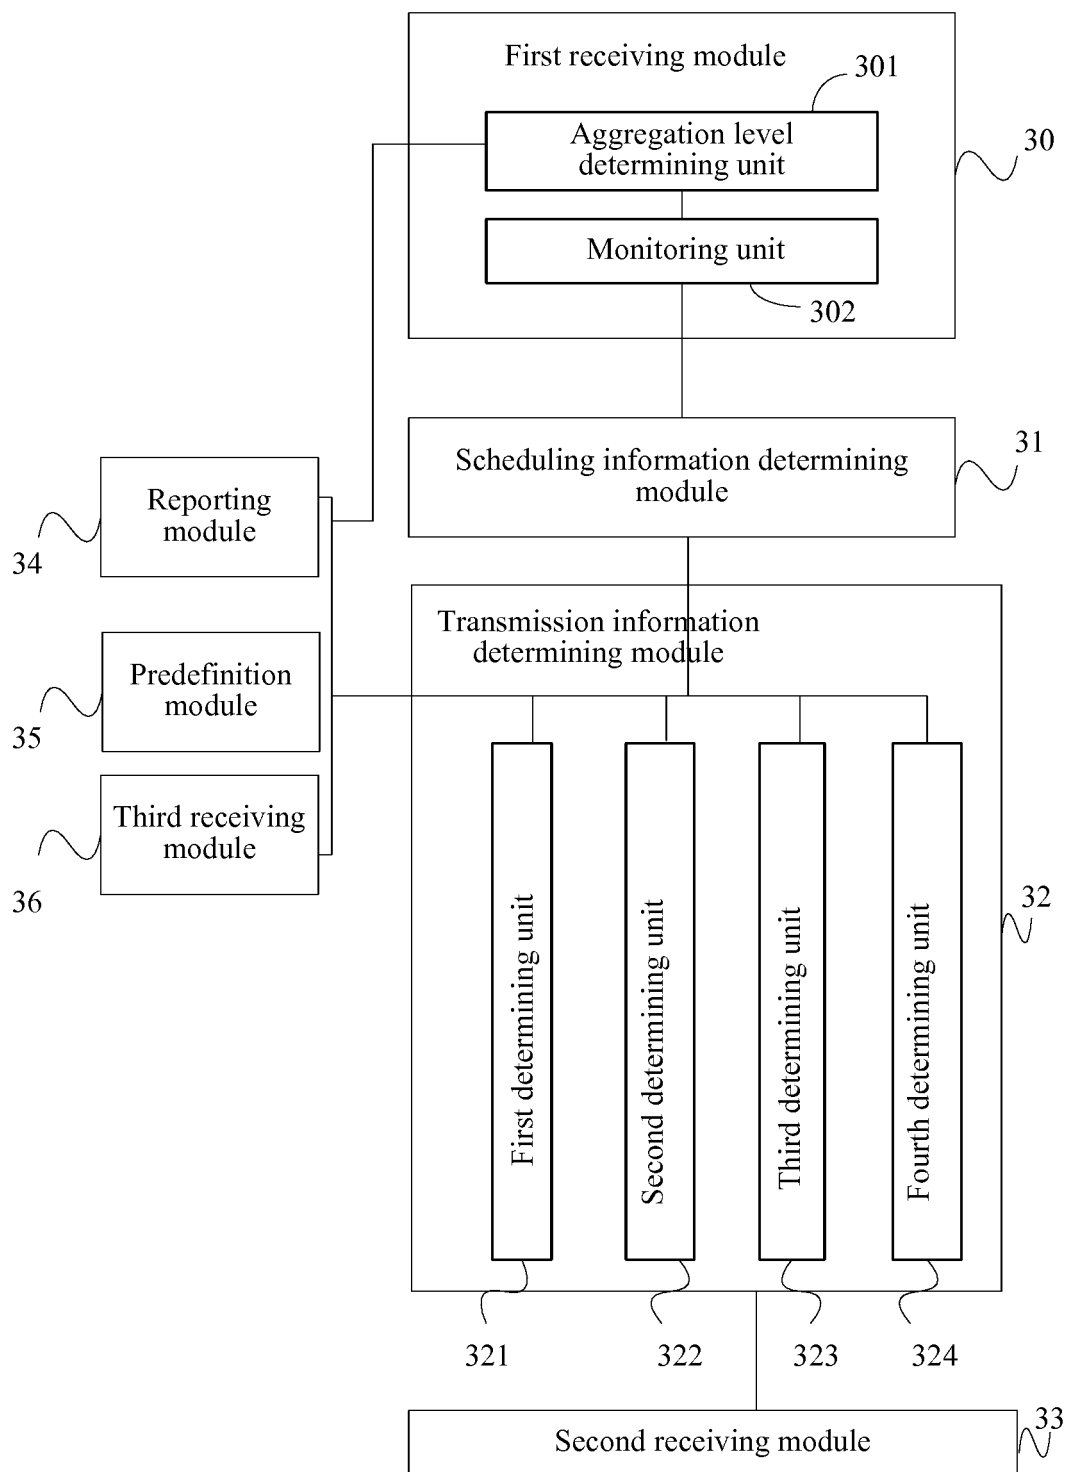 First receiving module
301
Aggregation level
determining unit
30
Monitoring unit
302
Scheduling information determining
module
31
Reporting
module
34
Transmission information
determining module
Predefinition
module
35
Third receiving
module
36
32
First determining unit
Second determining unit
Third determining unit
Fourth determining unit
321
322
323
324
33
Second receiving module